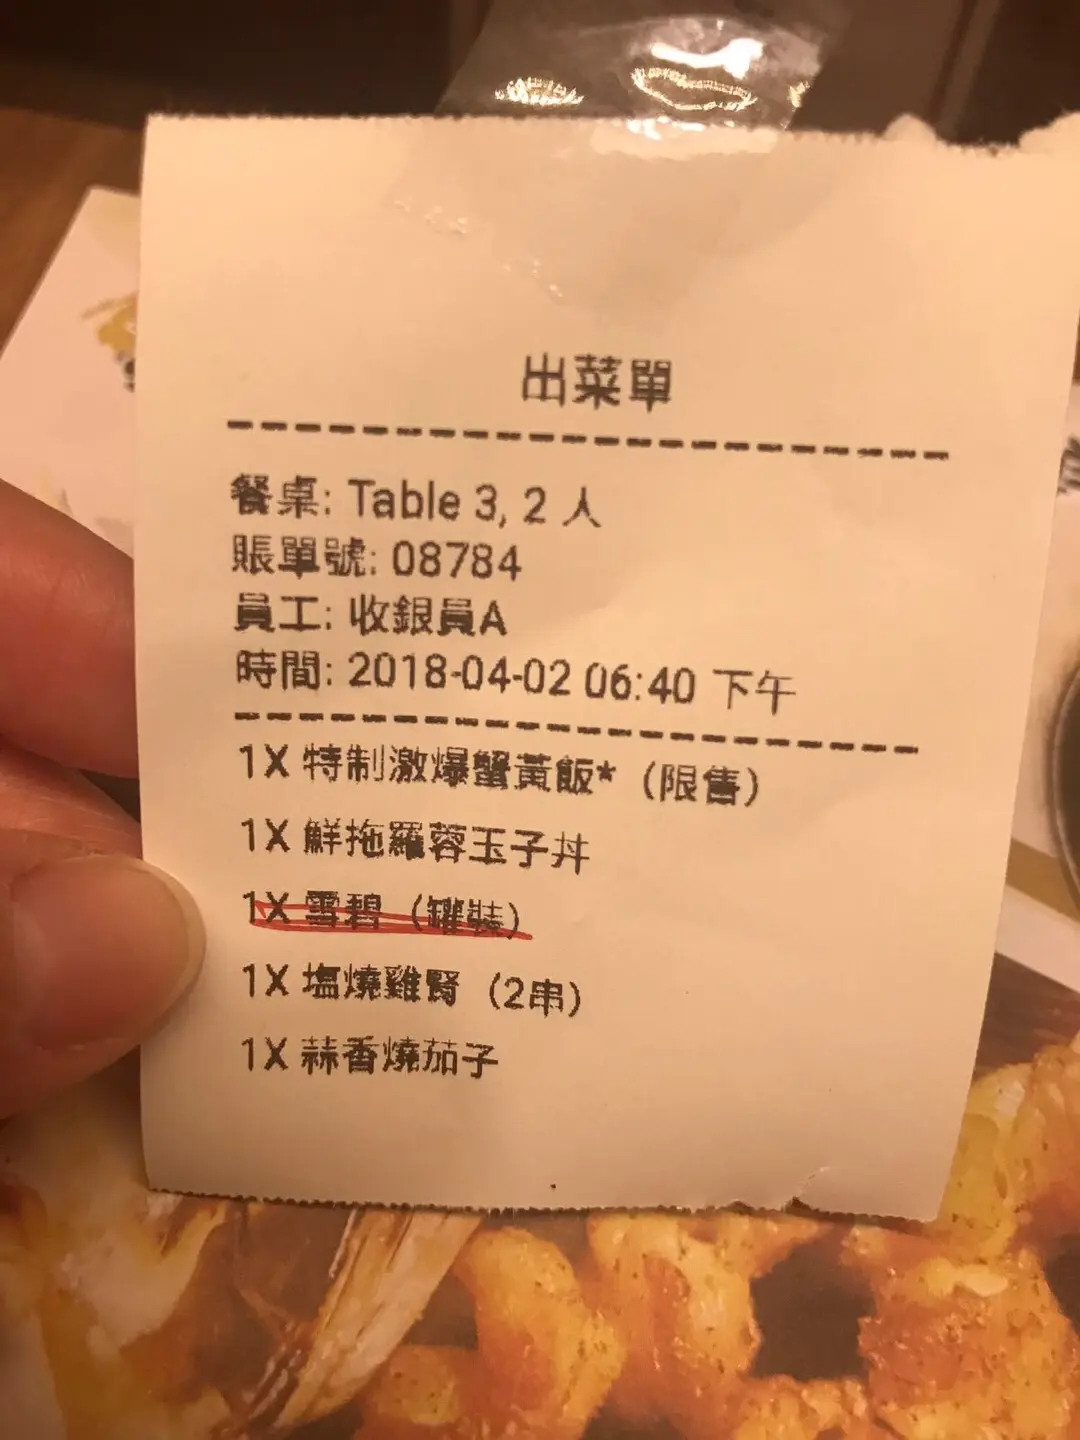 出菜單
餐桌: Table 3, 2 人
賬單號: 08784
員工: 收銀員A
時間: 2018-04-02 06:40 下午
1X 特制激爆蟹黃飯* (限售)
1X 鮮拖羅蓉玉子丼
1X 雪碧 (罐裝)
1X 塩燒雞腎 (2串)
1X 蒜香燒茄子